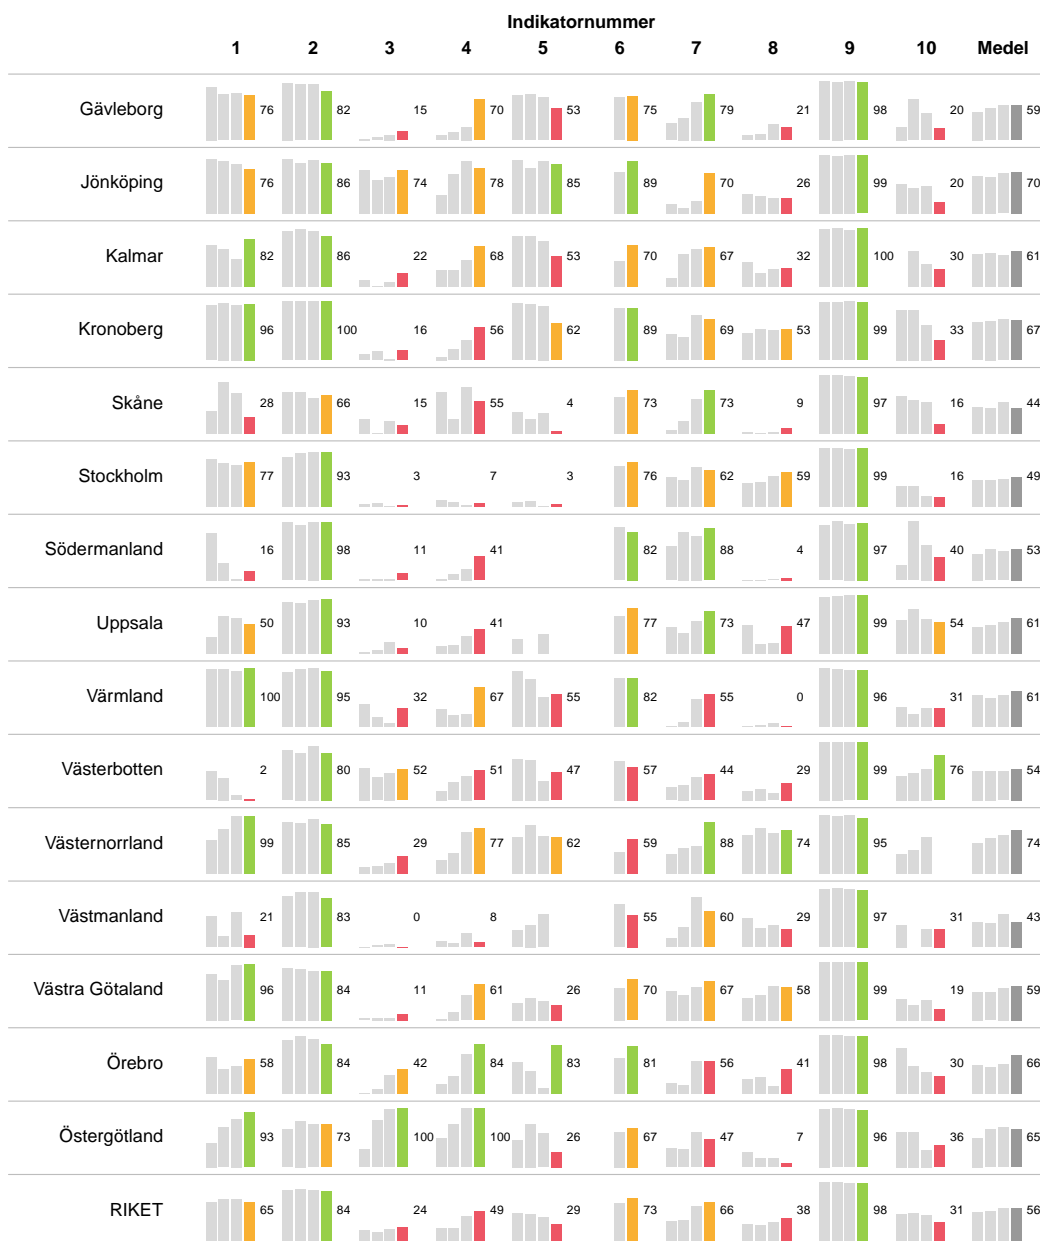 Indikatornummer
1 2 3 4 5 6 7 8 9 10 Medel
Gävleborg 76 82 15 70 53 75 79 21 98 20 59
Jönköping 76 86 74 78 85 89 70 26 99 20 70
Kalmar 82 86 22 68 53 70 67 32 100 30 61
Kronoberg 96 100 16 56 62 89 69 53 99 33 67
Skåne 28 66 15 55 4 73 73 9 97 16 44
Stockholm 77 93 3 7 3 76 62 59 99 16 49
Södermanland 16 98 11 41 82 88 4 97 40 53
Uppsala 50 93 10 41 77 73 47 99 54 61
Värmland 100 95 32 67 55 82 55 0 96 31 61
Västerbotten 2 80 52 51 47 57 44 29 99 76 54
Västernorrland 99 85 29 77 62 59 88 74 95 74
Västmanland 21 83 0 8 55 60 29 97 31 43
Västra Götaland 96 84 11 61 26 70 67 58 99 19 59
Örebro 58 84 42 84 83 81 56 41 98 30 66
Östergötland 93 73 100 100 26 67 47 7 96 36 65
RIKET 65 84 24 49 29 73 66 38 98 31 56